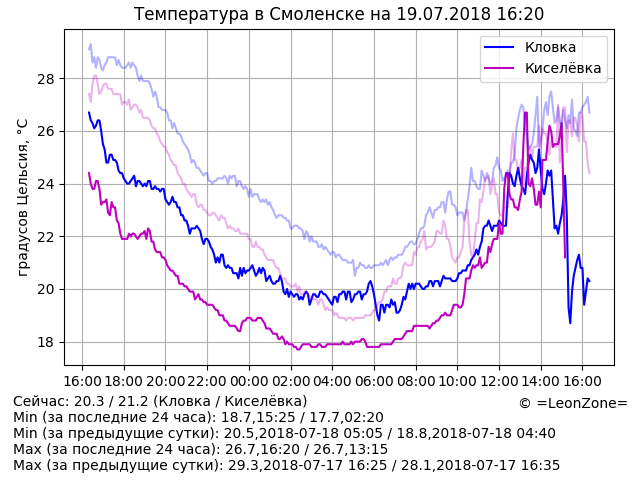 Температура в Смоленске на 19.07.2018 16:20
Кловка
Киселёвка
градусов Цельсия, °C
28
26
24
22
20
18
16:00 18:00 20:00 22:00 00:00 02:00 04:00 06:00 08:00 10:00 12:00 14:00 16:00
Сейчас: 20.3 / 21.2 (Кловка / Киселёвка)
© =LeonZone=
Min (за последние 24 часа): 18.7,15:25 / 17.7,02:20
Min (за предыдущие сутки): 20.5,2018-07-18 05:05 / 18.8,2018-07-18 04:40
Max (за последние 24 часа): 26.7,16:20 / 26.7,13:15
Max (за предыдущие сутки): 29.3,2018-07-17 16:25 / 28.1,2018-07-17 16:35